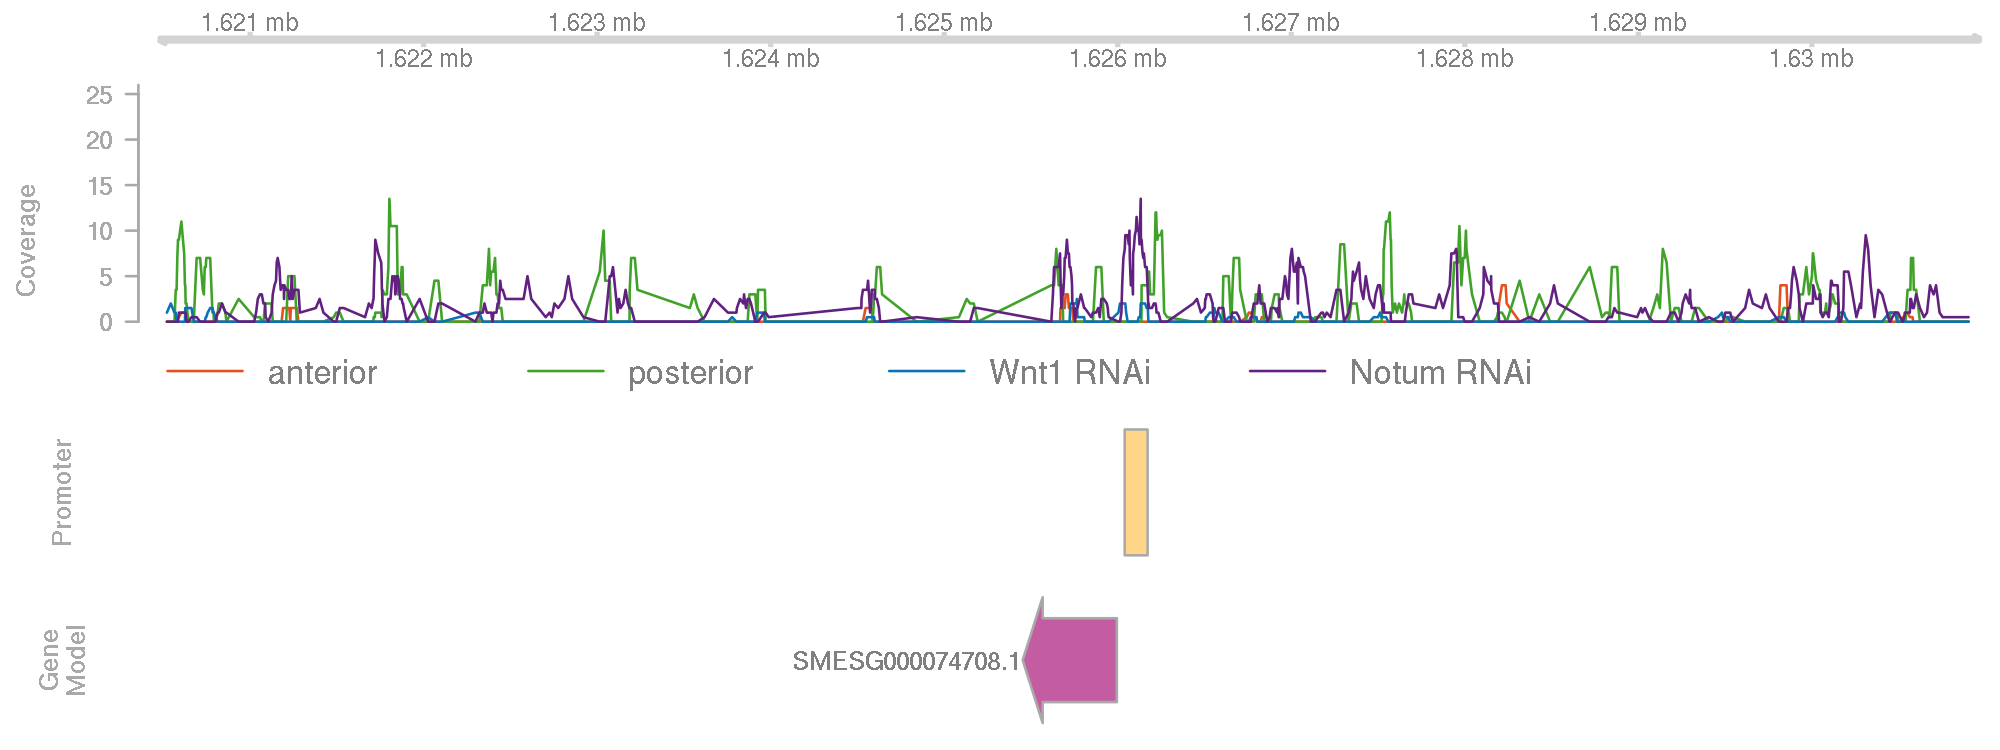 1.621 mb 1.623 mb 1.625 mb 1.627 mb 1.629 mb
1.622 mb 1.624 mb 1.626 mb 1.628 mb 1.63 mb
25
20
15
10
5
0
Coverage
anterior posterior Wnt1 RNAi Notum RNAi
Promoter
Gene
Model
SMESG000074708.1